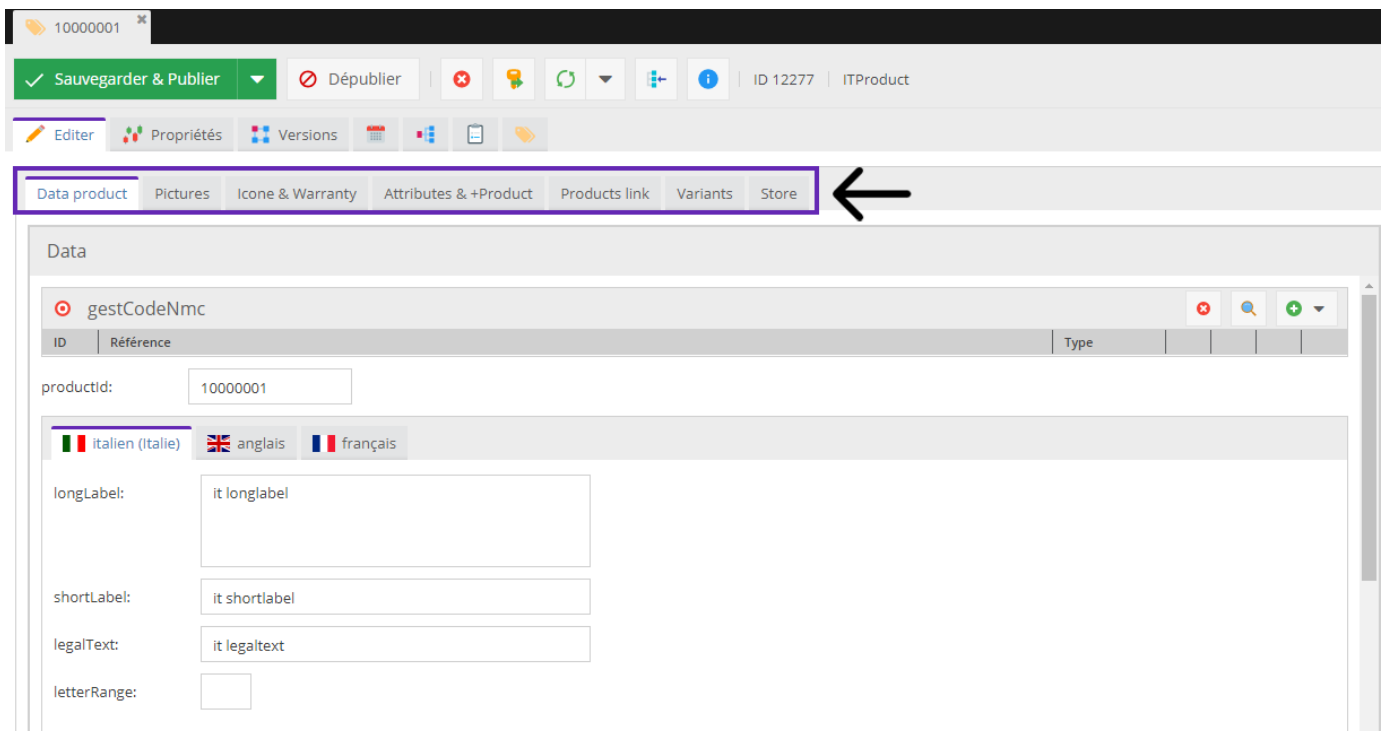 10000001
Sauvegarder & Publier Dépublier ID 12277 ITProduct
Editer Propriétés Versions
Data product Pictures Icone & Warranty Attributes & +Product Products link Variants Store
Data
gestCodeNmc
ID Référence Type
productId: 10000001
italien (Italie) anglais français
longLabel: it longlabel
shortLabel: it shortlabel
legalText: it legaltext
letterRange: